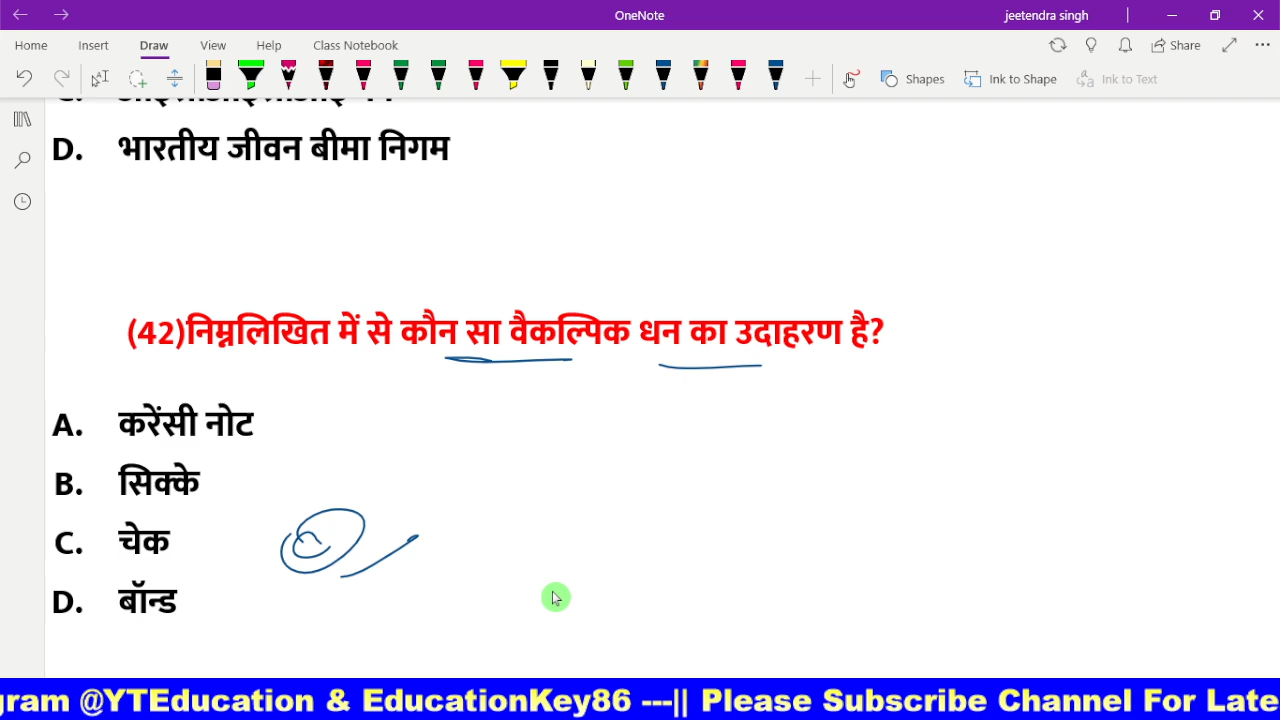 OneNote
jeetendra singh
Home Insert Draw View Help Class Notebook
Share
Shapes Ink to Shape Ink to Text
D. भारतीय जीवन बीमा निगम
(42)निम्नलिखित में से कौन सा वैकल्पिक धन का उदाहरण है?
A. करेंसी नोट
B. सिक्के
C. चेक
D. बॉन्ड
gram @YTEducation & EducationKey86 ---|| Please Subscribe Channel For Late